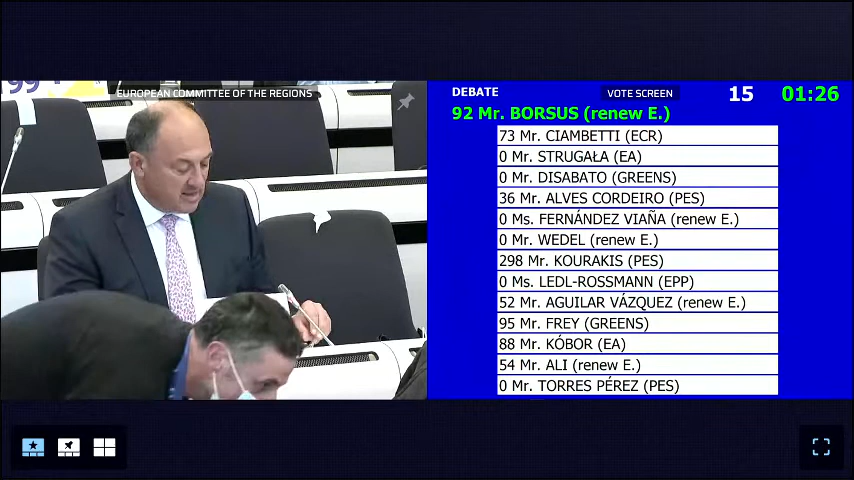 EUROPEAN COMMITTEE OF THE REGIONS
DEBATE
VOTE SCREEN
15
01:26
92 Mr. BORSUS (renew E.)
73 Mr. CIAMBETTI (ECR)
0 Mr. STRUGAŁA (EA)
0 Mr. DISABATO (GREENS)
36 Mr. ALVES CORDEIRO (PES)
0 Ms. FERNÁNDEZ VIAÑA (renew E.)
0 Mr. WEDEL (renew E.)
298 Mr. KOURAKIS (PES)
0 Ms. LEDL-ROSSMANN (EPP)
52 Mr. AGUILAR VÁZQUEZ (renew E.)
95 Mr. FREY (GREENS)
88 Mr. KÓBOR (EA)
54 Mr. ALI (renew E.)
0 Mr. TORRES PÉREZ (PES)